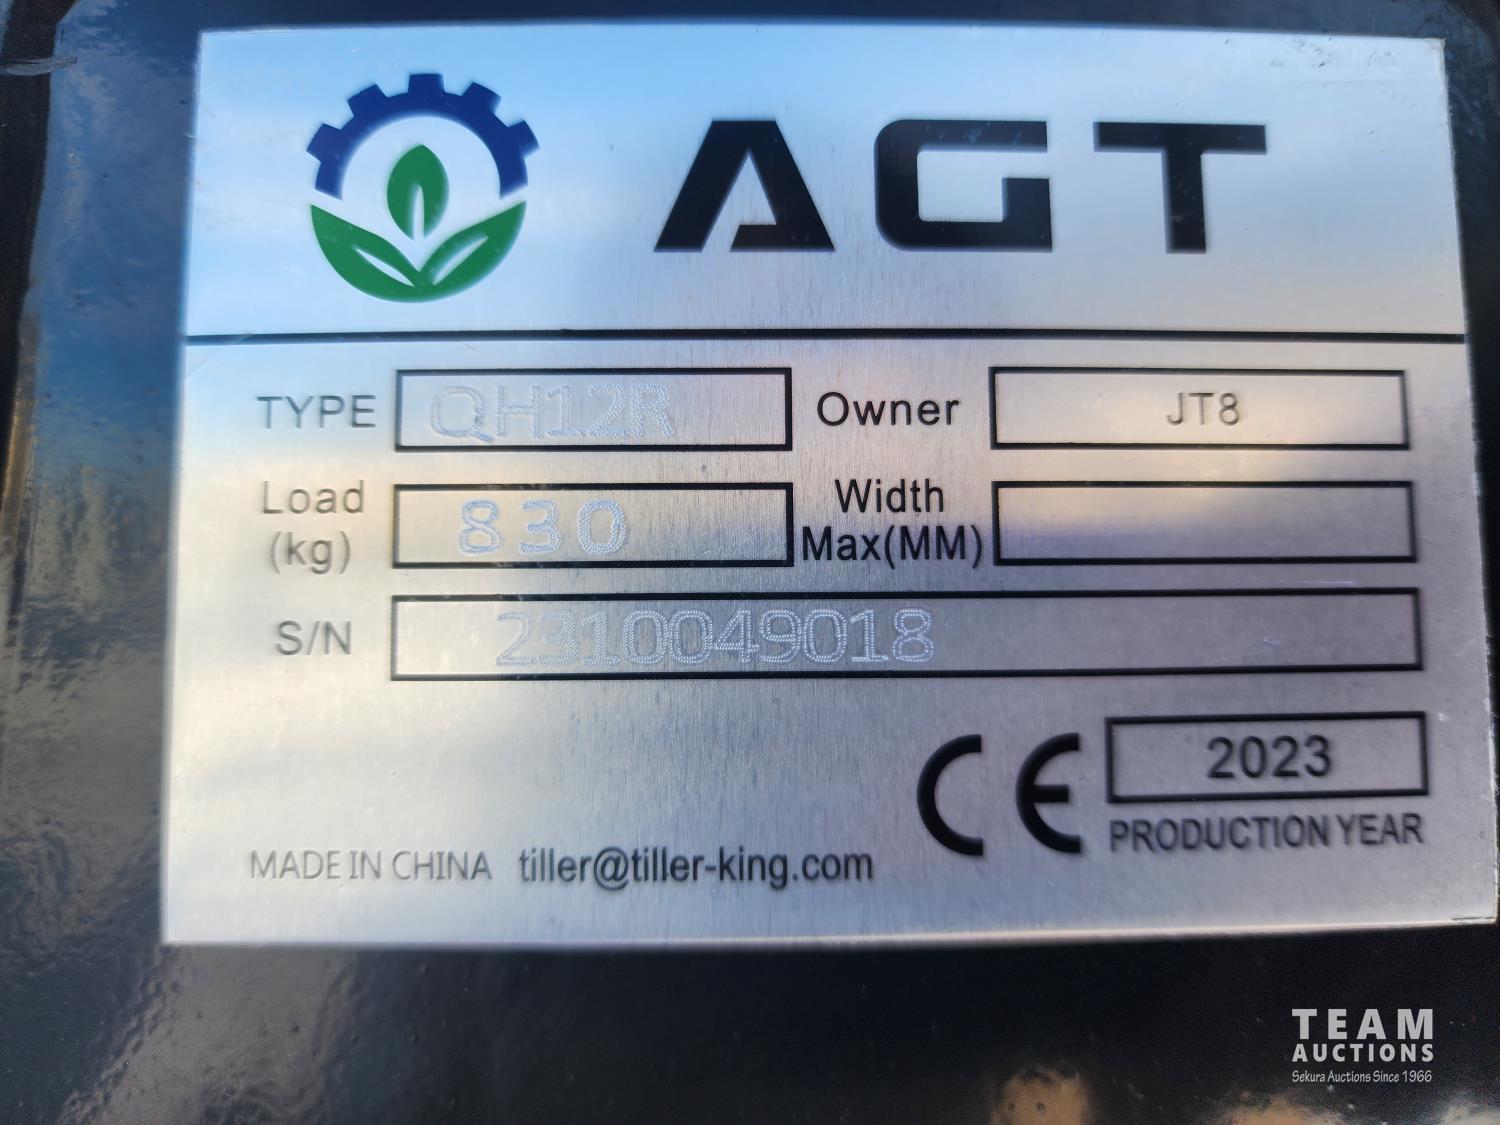 AGT
TYPE QH12R Owner JT8
Load (kg) 830 Width Max(MM)
S/N 2310049018
CE 2023
PRODUCTION YEAR
MADE IN CHINA tiller@tiller-king.com
TEAM
AUCTIONS
Sekura Auctions Since 1966